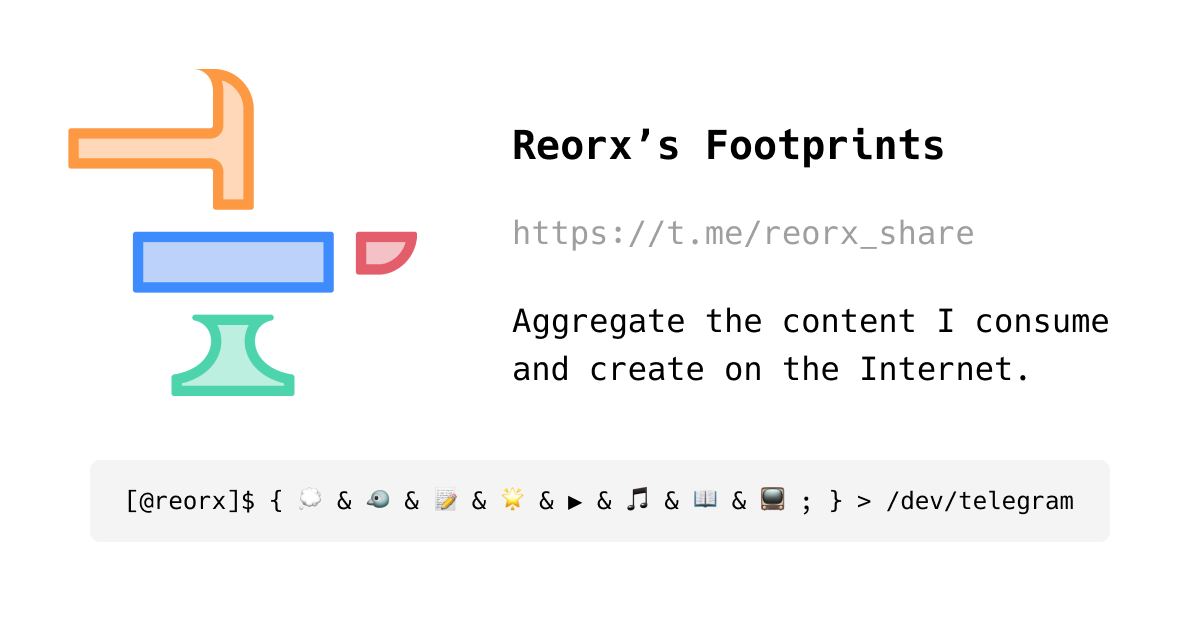 Reorx’s Footprints
https://t.me/reorx_share
Aggregate the content I consume
and create on the Internet.
[@reorx]$ { 💭 & 🐦 & 📝 & 🌟 & ▶ & 🎵 & 📖 & 📺 ; } > /dev/telegram